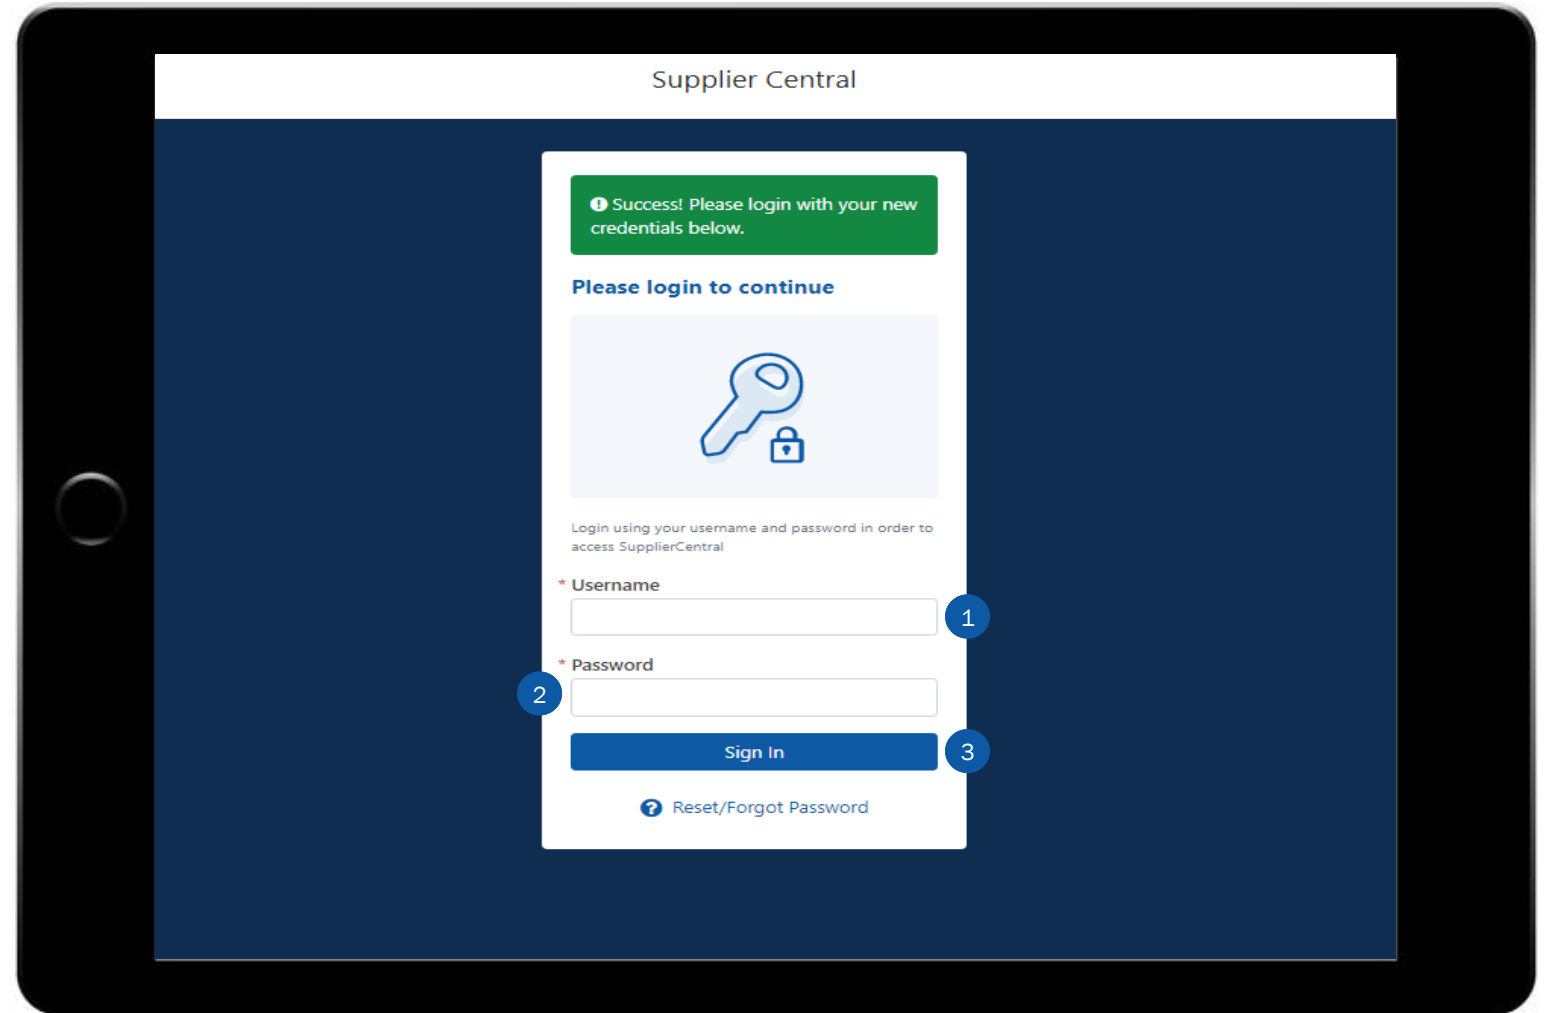 Supplier Central
Success! Please login with your new
credentials below.
Please login to continue
Login using your username and password in order to
access SupplierCentral
* Username
1
* Password
2
Sign In
3
Reset/Forgot Password